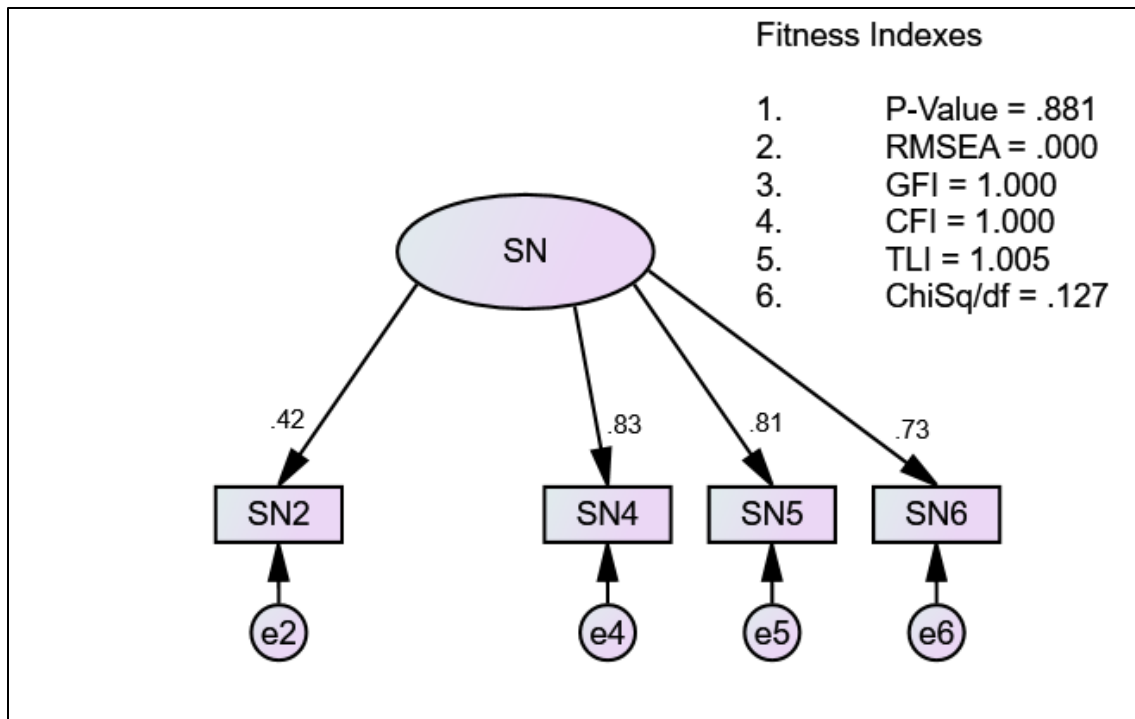 Fitness Indexes
1. P-Value = .881
2. RMSEA = .000
3. GFI = 1.000
4. CFI = 1.000
5. TLI = 1.005
6. ChiSq/df = .127
SN
.42 .83 .81 .73
SN2 SN4 SN5 SN6
e2 e4 e5 e6